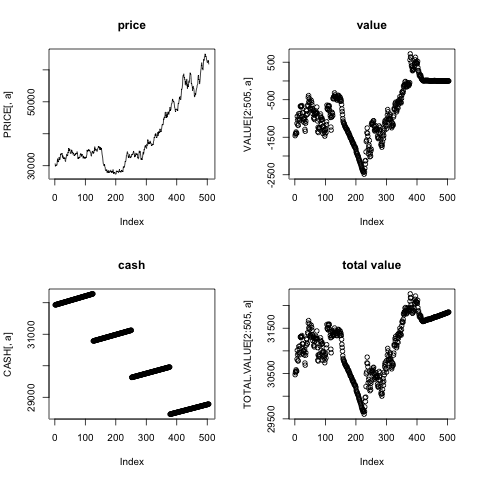 price
PRICE[, a]
30000 50000
0 100 200 300 400 500
Index
value
VALUE[2:505, a]
-2500 -1500 -500 500
0 100 200 300 400 500
Index
cash
CASH[, a]
29000 31000
0 100 200 300 400 500
Index
total value
TOTAL.VALUE[2:505, a]
29500 30500 31500
0 100 200 300 400 500
Index